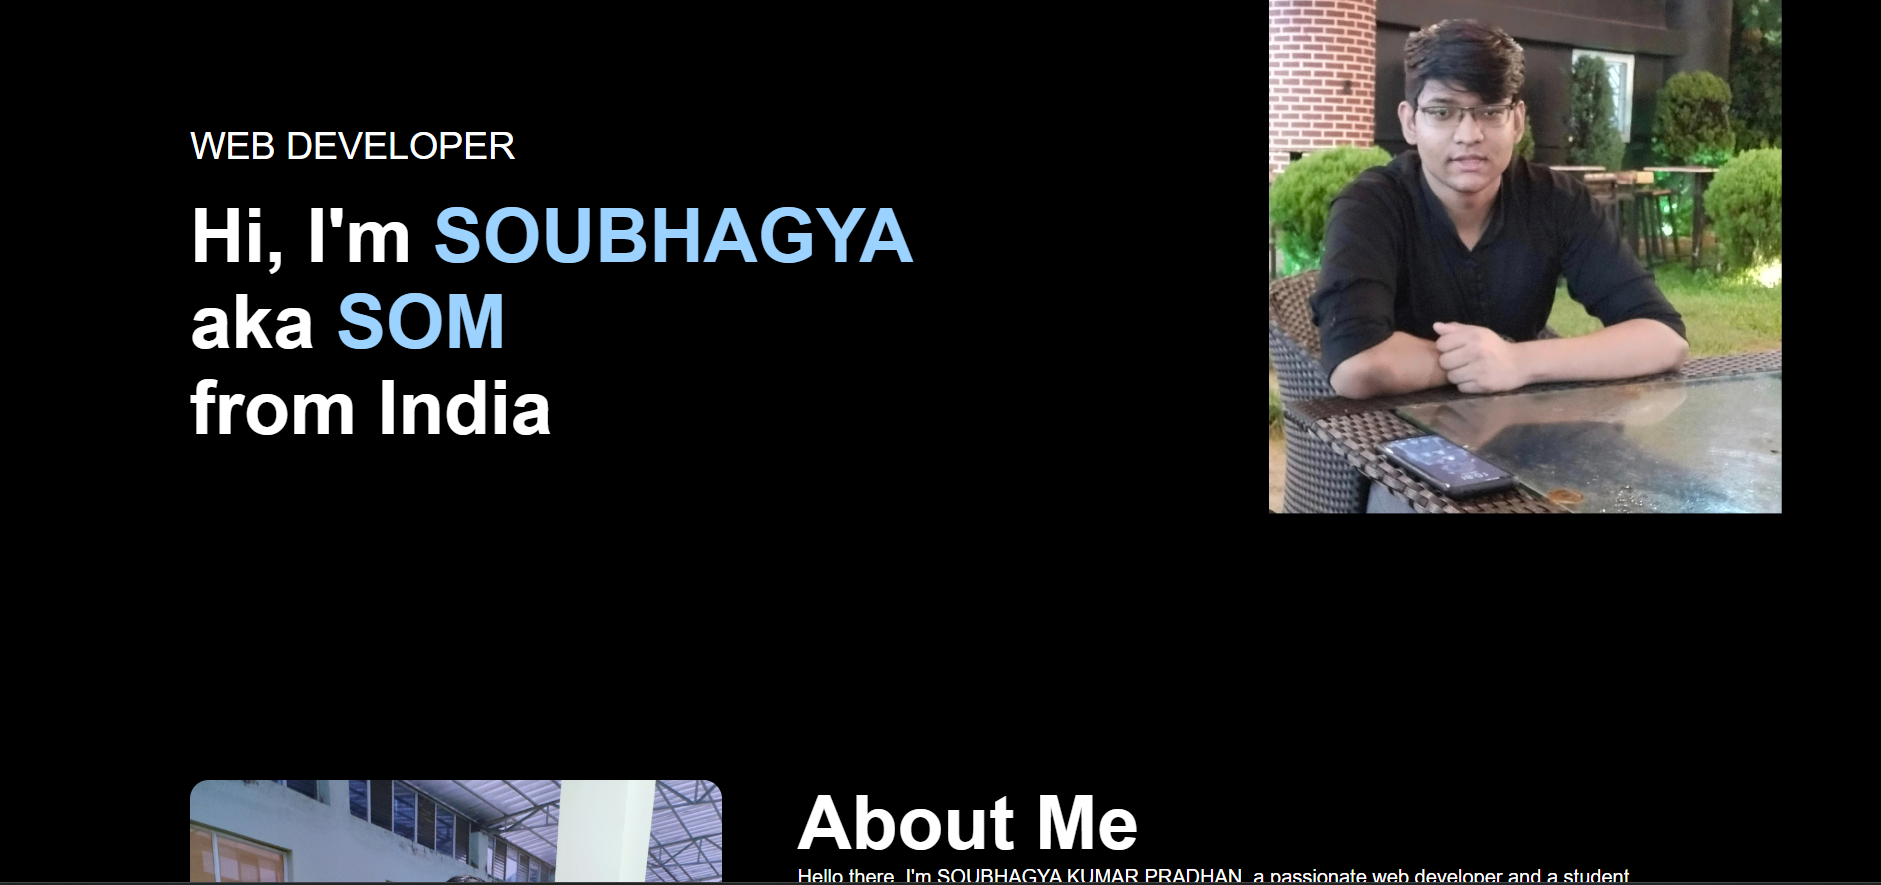 WEB DEVELOPER
Hi, I'm SOUBHAGYA
aka SOM
from India
About Me
Hello there, I'm SOUBHAGYA KUMAR PRADHAN, a passionate web developer and a student